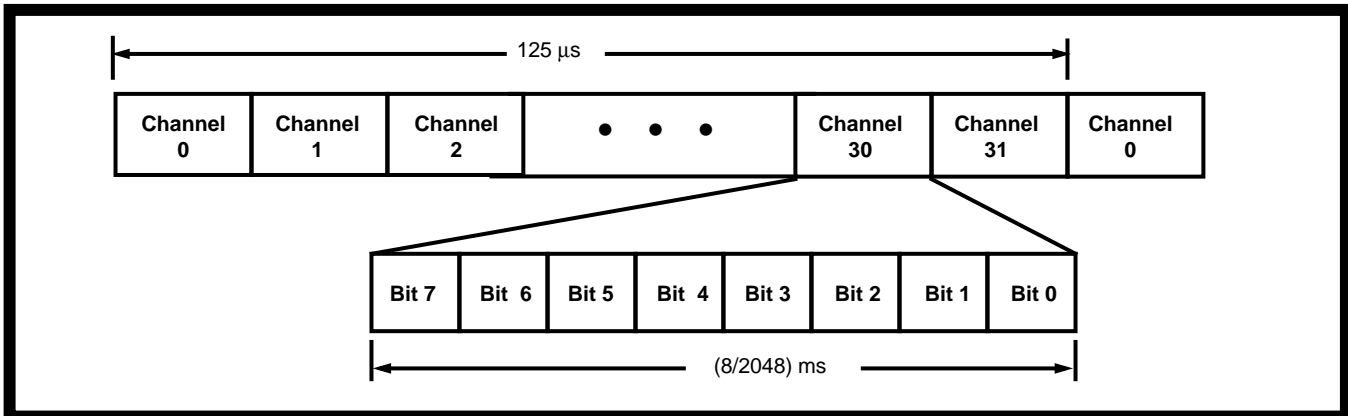 125 μs
Channel 0
Channel 1
Channel 2
• • •
Channel 30
Channel 31
Channel 0
Bit 7
Bit 6
Bit 5
Bit 4
Bit 3
Bit 2
Bit 1
Bit 0
(8/2048) ms